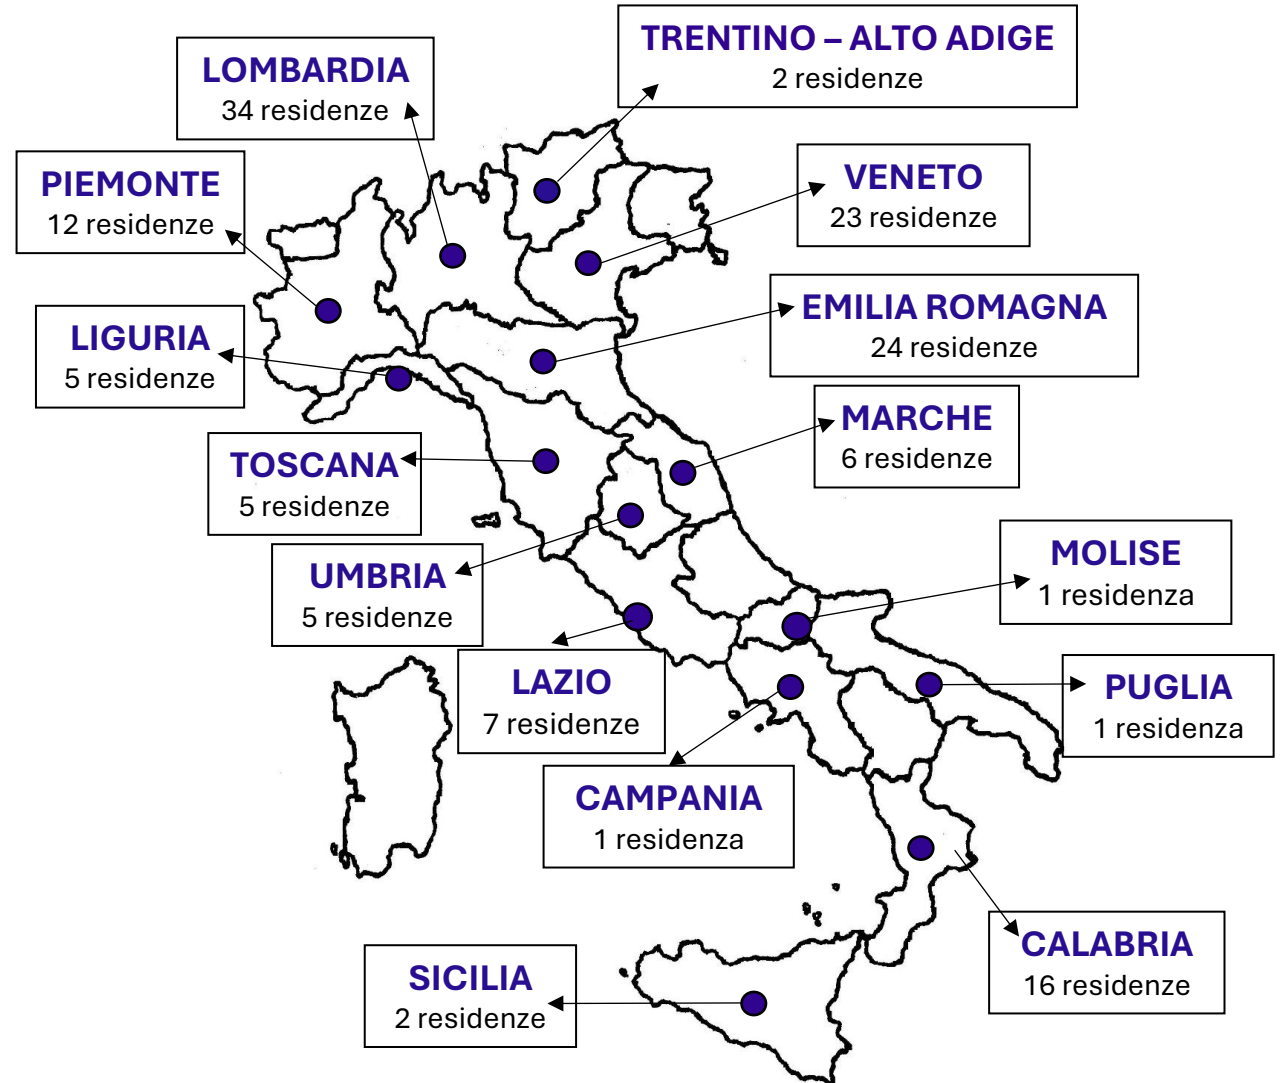 TRENTINO – ALTO ADIGE
2 residenze
LOMBARDIA
34 residenze
PIEMONTE
12 residenze
VENETO
23 residenze
EMILIA ROMAGNA
24 residenze
LIGURIA
5 residenze
MARCHE
6 residenze
TOSCANA
5 residenze
UMBRIA
5 residenze
MOLISE
1 residenza
LAZIO
7 residenze
PUGLIA
1 residenza
CAMPANIA
1 residenza
CALABRIA
16 residenze
SICILIA
2 residenze